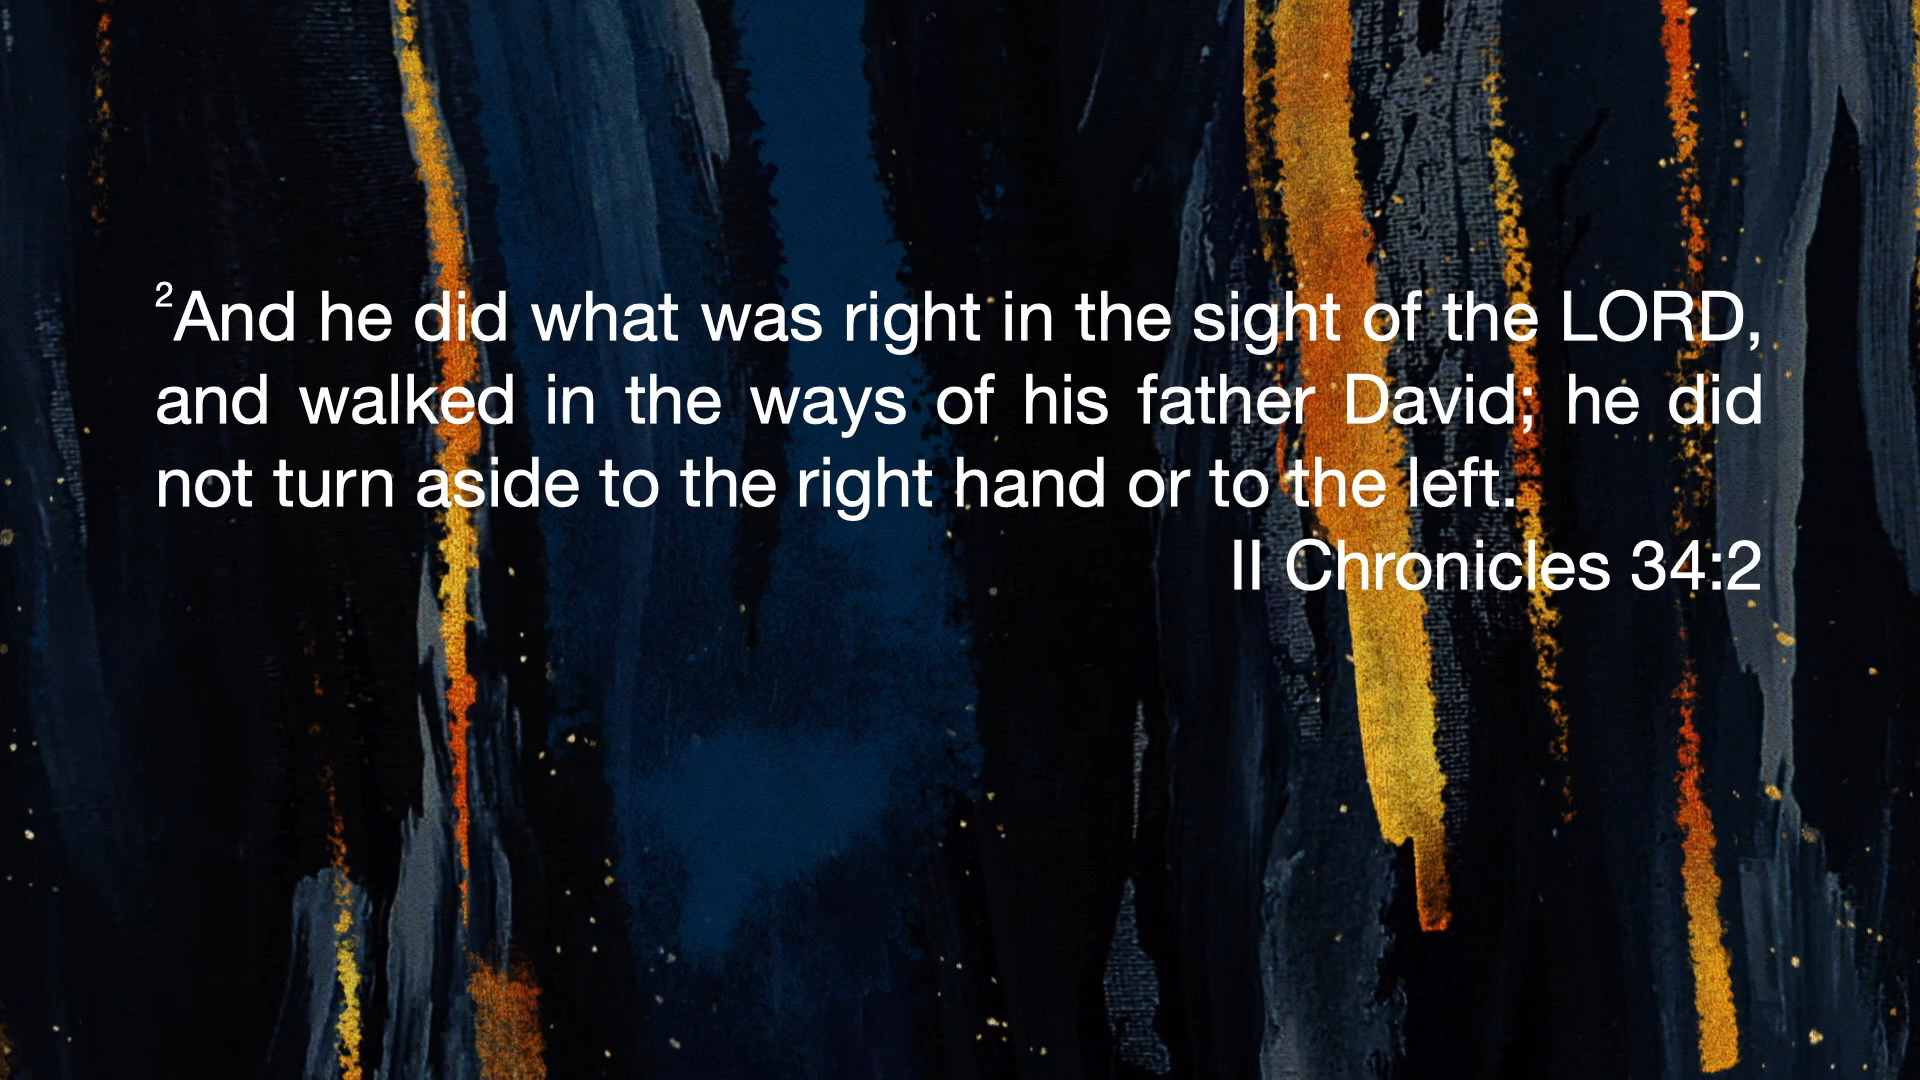 ²And he did what was right in the sight of the LORD,
and walked in the ways of his father David; he did
not turn aside to the right hand or to the left.
II Chronicles 34:2